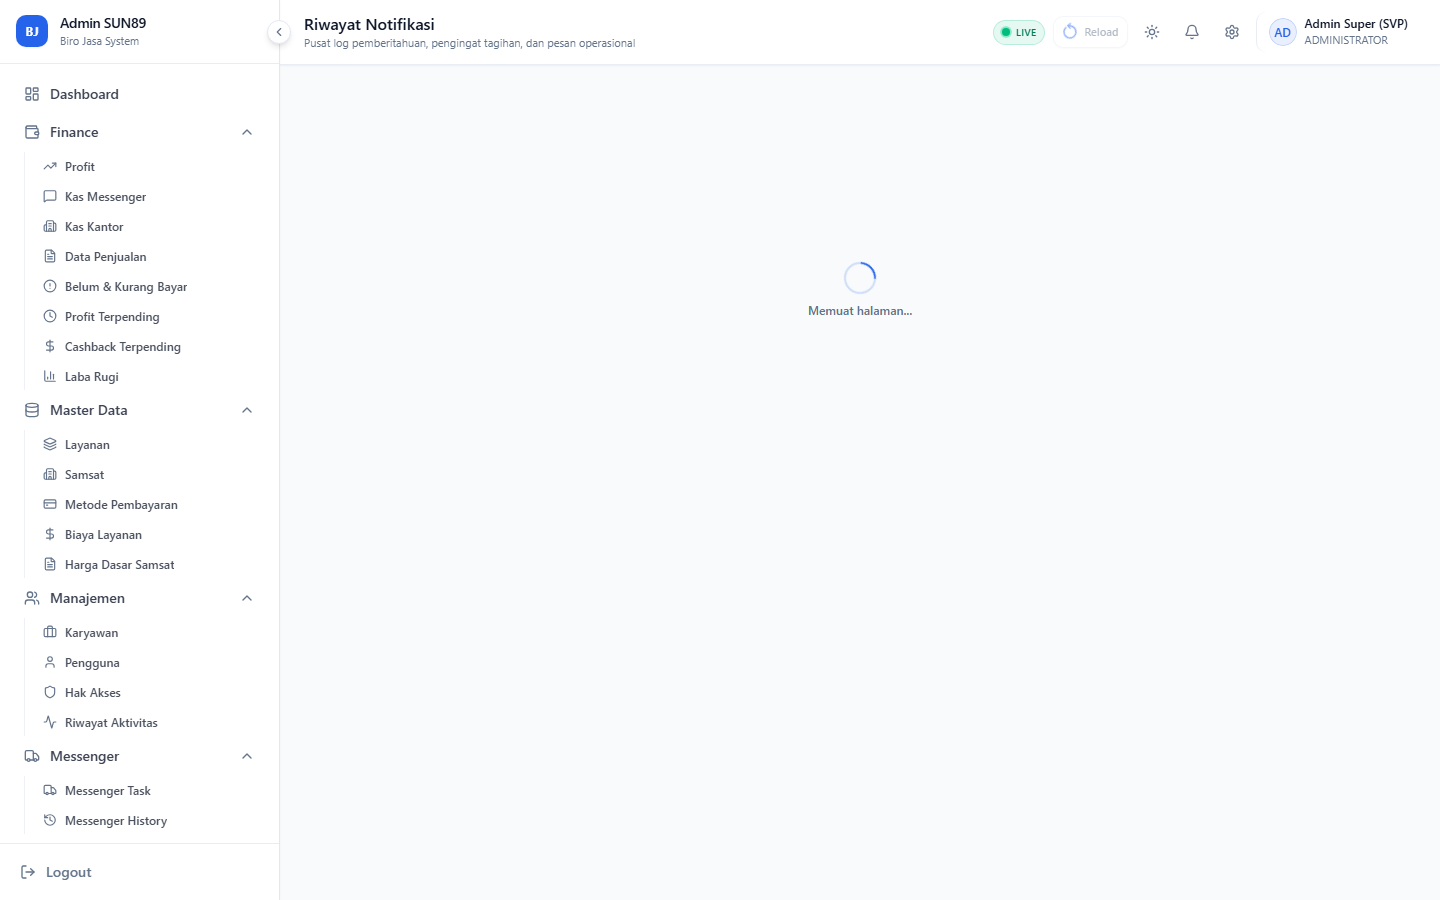 BJ
Admin SUN89
Biro Jasa System
Riwayat Notifikasi
Pusat log pemberitahuan, pengingat tagihan, dan pesan operasional
LIVE
Reload
AD
Admin Super (SVP)
ADMINISTRATOR
Dashboard
Finance
Profit
Kas Messenger
Kas Kantor
Data Penjualan
Belum & Kurang Bayar
Profit Terpending
Cashback Terpending
Laba Rugi
Master Data
Layanan
Samsat
Metode Pembayaran
Biaya Layanan
Harga Dasar Samsat
Manajemen
Karyawan
Pengguna
Hak Akses
Riwayat Aktivitas
Messenger
Messenger Task
Messenger History
Logout
Memuat halaman...